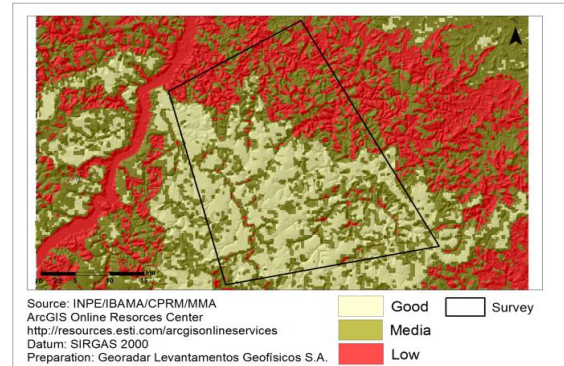 Source: INPE/IBAMA/CPRM/MMA
ArcGIS Online Resorces Center
http://resources.esti.com/arcgisonlineservices
Datum: SIRGAS 2000
Preparation: Georadar Levantamentos Geofísicos S.A.
Good
Media
Low
Survey